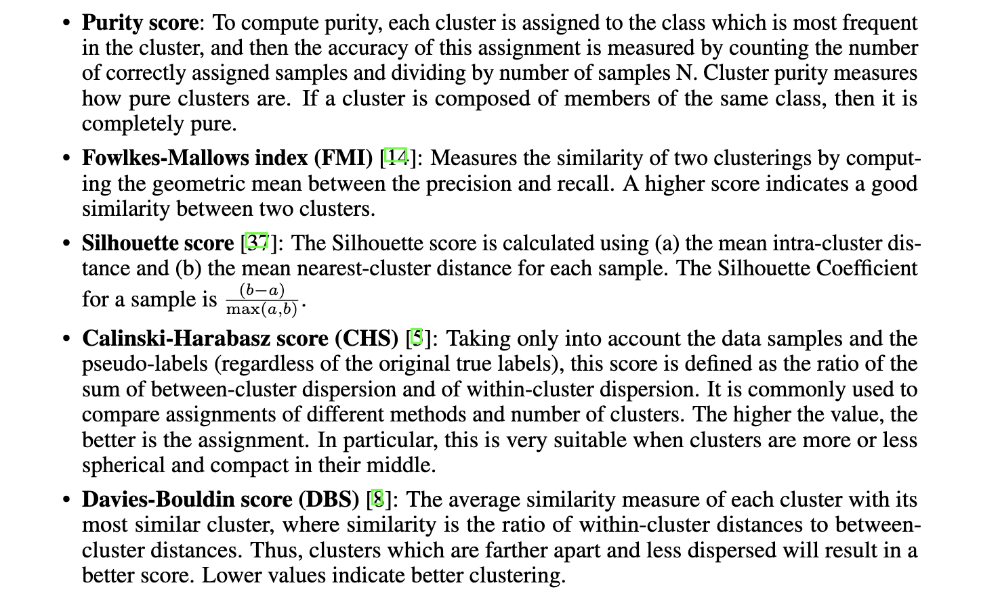 • Purity score: To compute purity, each cluster is assigned to the class which is most frequent
in the cluster, and then the accuracy of this assignment is measured by counting the number
of correctly assigned samples and dividing by number of samples N. Cluster purity measures
how pure clusters are. If a cluster is composed of members of the same class, then it is
completely pure.
• Fowlkes-Mallows index (FMI) [14]: Measures the similarity of two clusterings by comput-
ing the geometric mean between the precision and recall. A higher score indicates a good
similarity between two clusters.
• Silhouette score [37]: The Silhouette score is calculated using (a) the mean intra-cluster dis-
tance and (b) the mean nearest-cluster distance for each sample. The Silhouette Coefficient
for a sample is (b−a)/max(a,b).
• Calinski-Harabasz score (CHS) [5]: Taking only into account the data samples and the
pseudo-labels (regardless of the original true labels), this score is defined as the ratio of the
sum of between-cluster dispersion and of within-cluster dispersion. It is commonly used to
compare assignments of different methods and number of clusters. The higher the value, the
better is the assignment. In particular, this is very suitable when clusters are more or less
spherical and compact in their middle.
• Davies-Bouldin score (DBS) [8]: The average similarity measure of each cluster with its
most similar cluster, where similarity is the ratio of within-cluster distances to between-
cluster distances. Thus, clusters which are farther apart and less dispersed will result in a
better score. Lower values indicate better clustering.